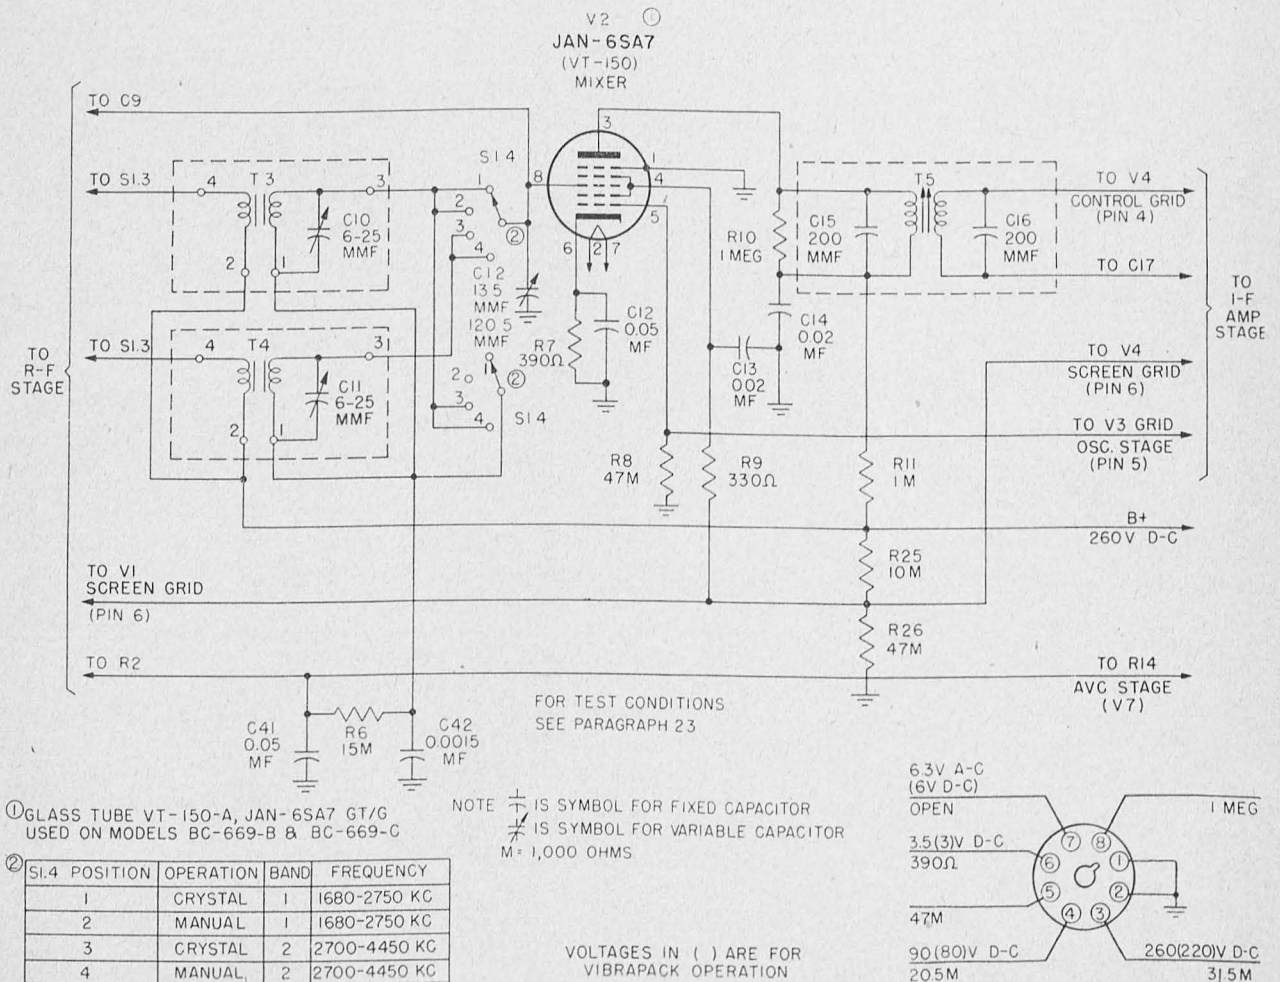 V2 ①
JAN-6SA7
(VT-150)
MIXER
TO C9
3
S1.4
8
1
4
5
6
2
7
TO S1.3
4
T3
3
1
2
3
4
②
C10
6-25
MMF
2
1
R10
1 MEG
C15
200
MMF
T5
C16
200
MMF
TO V4
CONTROL GRID
(PIN 4)
TO C17
TO
I-F
AMP
STAGE
C12
13.5
MMF
120.5
MMF
C12
0.05
MF
R7
390Ω
C14
0.02
MF
C13
0.02
MF
TO
R-F
STAGE
TO S1.3
4
T4
3
C11
6-25
MMF
2
1
1
2
3
4
②
S1.4
TO V4
SCREEN GRID
(PIN 6)
TO V3 GRID
OSC. STAGE
(PIN 5)
R8
47M
R9
330Ω
R11
1M
B+
260V D-C
R25
10M
TO V1
SCREEN GRID
(PIN 6)
R26
47M
TO R2
TO R14
AVC STAGE
(V7)
FOR TEST CONDITIONS
SEE PARAGRAPH 23
C41
0.05
MF
R6
15M
C42
0.0015
MF
① GLASS TUBE VT-150-A, JAN-6SA7 GT/G
USED ON MODELS BC-669-B & BC-669-C
NOTE IS SYMBOL FOR FIXED CAPACITOR
IS SYMBOL FOR VARIABLE CAPACITOR
M= 1,000 OHMS
② S1.4 POSITION OPERATION BAND FREQUENCY
1 CRYSTAL 1 1680-2750 KC
2 MANUAL 1 1680-2750 KC
3 CRYSTAL 2 2700-4450 KC
4 MANUAL 2 2700-4450 KC
VOLTAGES IN ( ) ARE FOR
VIBRAPACK OPERATION
6.3V A-C
(6V D-C)
OPEN
1 MEG
3.5(3)V D-C
390Ω
47M
90(80)V D-C
20.5M
260(220)V D-C
31.5M
7
8
6
1
5
2
4
3